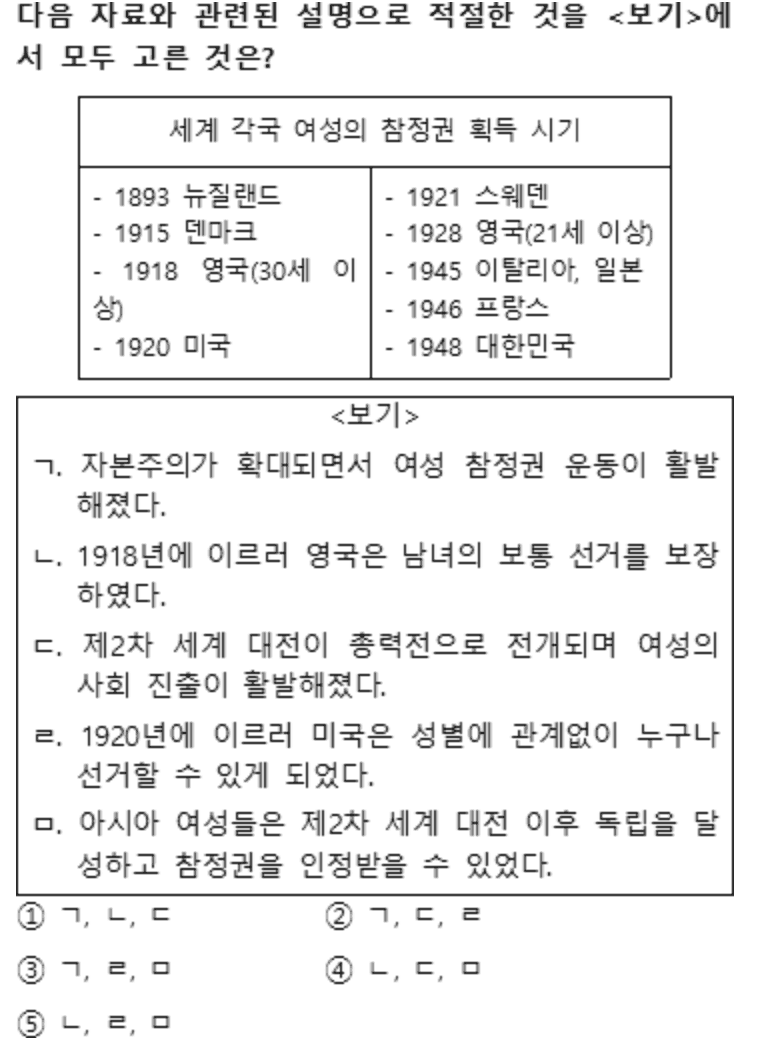 다음 자료와 관련된 설명으로 적절한 것을 <보기>에
서 모두 고른 것은?
세계 각국 여성의 참정권 획득 시기
- 1893 뉴질랜드
- 1915 덴마크
- 1918 영국(30세 이
상)
- 1920 미국
- 1921 스웨덴
- 1928 영국(21세 이상)
- 1945 이탈리아, 일본
- 1946 프랑스
- 1948 대한민국
<보기>
ㄱ. 자본주의가 확대되면서 여성 참정권 운동이 활발
해졌다.
ㄴ. 1918년에 이르러 영국은 남녀의 보통 선거를 보장
하였다.
ㄷ. 제2차 세계 대전이 총력전으로 전개되며 여성의
사회 진출이 활발해졌다.
ㄹ. 1920년에 이르러 미국은 성별에 관계없이 누구나
선거할 수 있게 되었다.
ㅁ. 아시아 여성들은 제2차 세계 대전 이후 독립을 달
성하고 참정권을 인정받을 수 있었다.
① ㄱ, ㄴ, ㄷ ② ㄱ, ㄷ, ㄹ
③ ㄱ, ㄹ, ㅁ ④ ㄴ, ㄷ, ㅁ
⑤ ㄴ, ㄹ, ㅁ